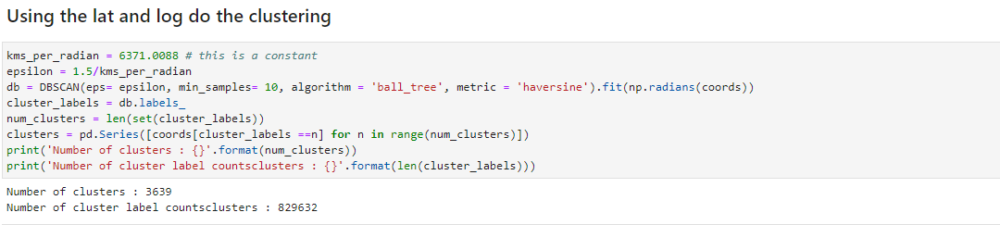 Using the lat and log do the clustering
kms_per_radian = 6371.0088 # this is a constant
epsilon = 1.5/kms_per_radian
db = DBSCAN(eps= epsilon, min_samples= 10, algorithm = 'ball_tree', metric = 'haversine').fit(np.radians(coords))
cluster_labels = db.labels_
num_clusters = len(set(cluster_labels))
clusters = pd.Series([coords[cluster_labels ==n] for n in range(num_clusters)])
print('Number of clusters : {}'.format(num_clusters))
print('Number of cluster label countsclusters : {}'.format(len(cluster_labels)))
Number of clusters : 3639
Number of cluster label countsclusters : 829632